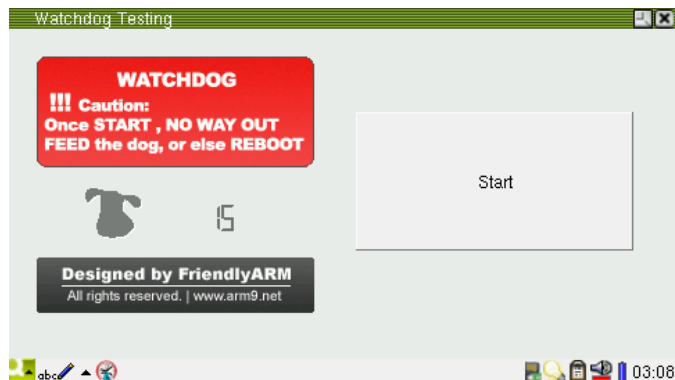 Watchdog Testing
WATCHDOG
!!! Caution:
Once START , NO WAY OUT
FEED the dog, or else REBOOT
Start
15
Designed by FriendlyARM
All rights reserved. | www.arm9.net
abc
03:08